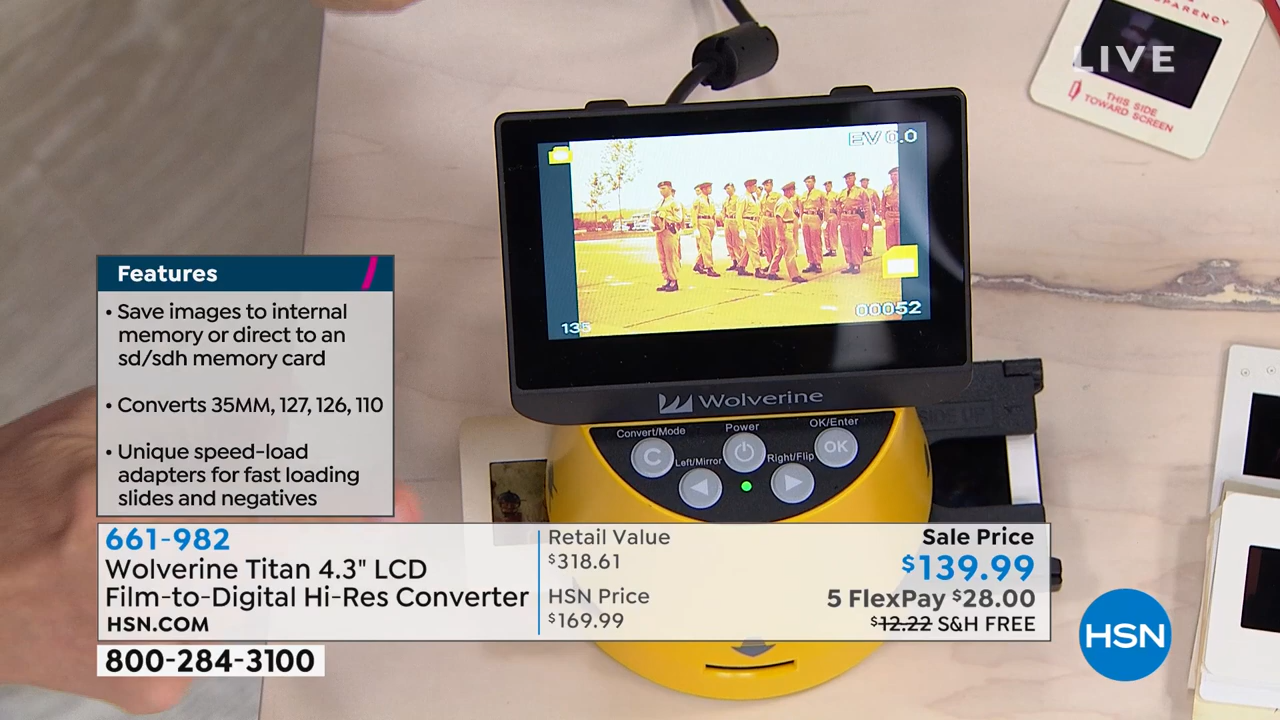 PARENCY
LIVE
THIS SIDE
TOWARD SCREEN
EV 0.0
00052
135
Wolverine
Convert/Mode
Power
OK/Enter
C
OK
Left/Mirror
Right/Flip
Features
• Save images to internal
memory or direct to an
sd/sdh memory card
• Converts 35MM, 127, 126, 110
• Unique speed-load
adapters for fast loading
slides and negatives
661-982
Wolverine Titan 4.3" LCD
Film-to-Digital Hi-Res Converter
HSN.COM
Retail Value
$318.61
HSN Price
$169.99
Sale Price
$139.99
5 FlexPay $28.00
$12.22 S&H FREE
800-284-3100
HSN